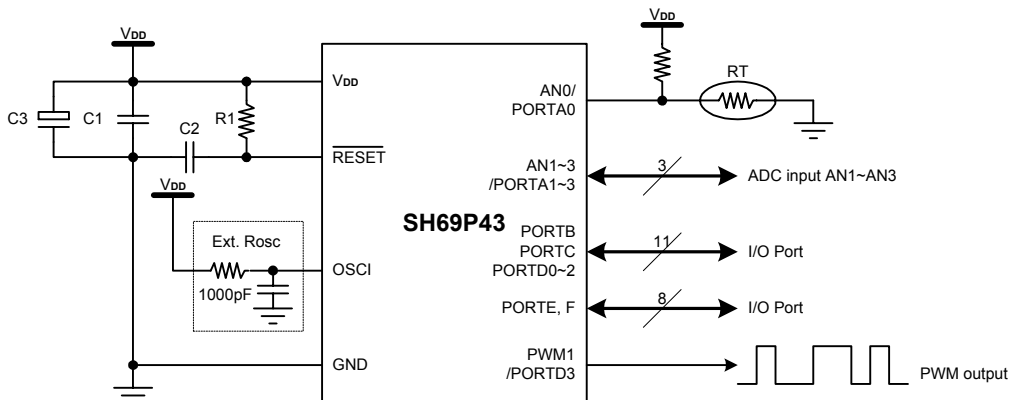 VDD
VDD
C3
C1
C2
R1
VDD
RESET
VDD
Ext. Rosc
1000pF
OSCI
GND
SH69P43
AN0/
PORTA0
RT
AN1~3
/PORTA1~3
3
ADC input AN1~AN3
PORTB
PORTC
PORTD0~2
11
I/O Port
PORTE, F
8
I/O Port
PWM1
/PORTD3
PWM output